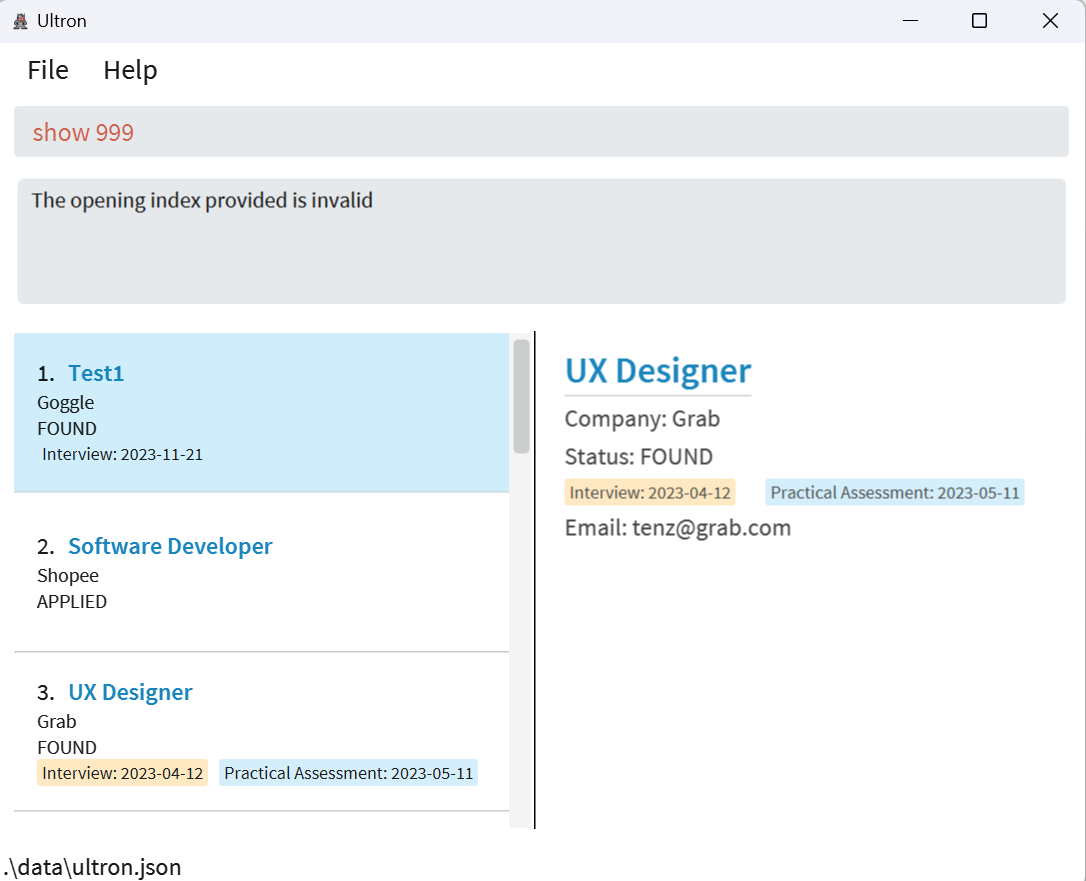 Ultron
File Help
show 999
The opening index provided is invalid
1. Test1
Goggle
FOUND
Interview: 2023-11-21
2. Software Developer
Shopee
APPLIED
3. UX Designer
Grab
FOUND
Interview: 2023-04-12 Practical Assessment: 2023-05-11
UX Designer
Company: Grab
Status: FOUND
Interview: 2023-04-12 Practical Assessment: 2023-05-11
Email: tenz@grab.com
.\data\ultron.json